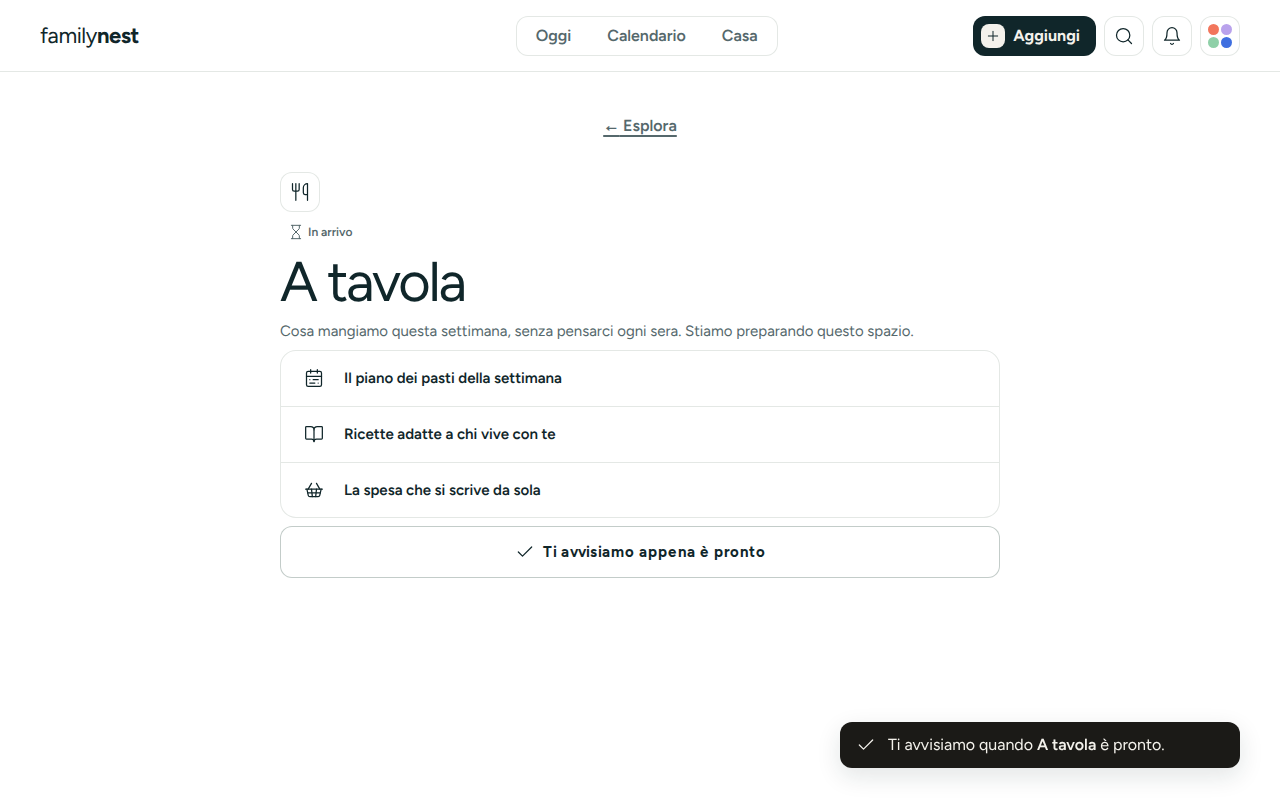 familynest
Oggi
Calendario
Casa
Aggiungi
← Esplora
In arrivo
A tavola
Cosa mangiamo questa settimana, senza pensarci ogni sera. Stiamo preparando questo spazio.
Il piano dei pasti della settimana
Ricette adatte a chi vive con te
La spesa che si scrive da sola
Ti avvisiamo appena è pronto
Ti avvisiamo quando A tavola è pronto.